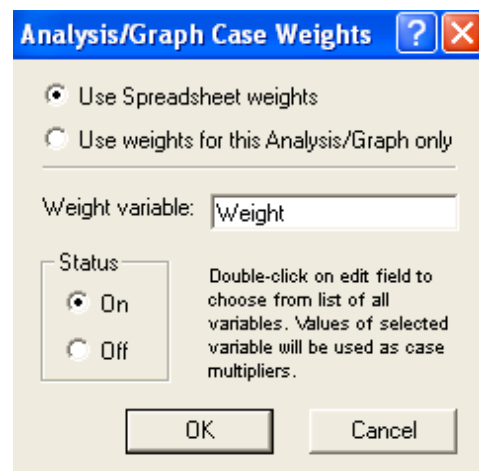 Analysis/Graph Case Weights
Use Spreadsheet weights
Use weights for this Analysis/Graph only
Weight variable: Weight
Status
On
Off
Double-click on edit field to
choose from list of all
variables. Values of selected
variable will be used as case
multipliers.
OK Cancel